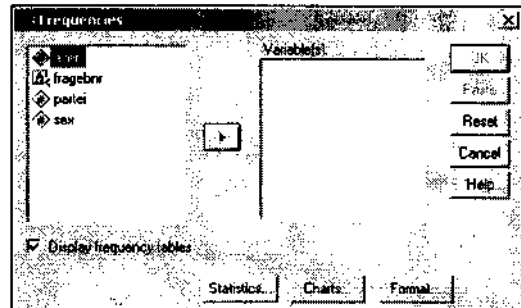 Frequencies
fragebnr
partei
sex
Variable(s):
OK
Paste
Reset
Cancel
Help
Display frequency tables
Statistics...
Charts...
Format...